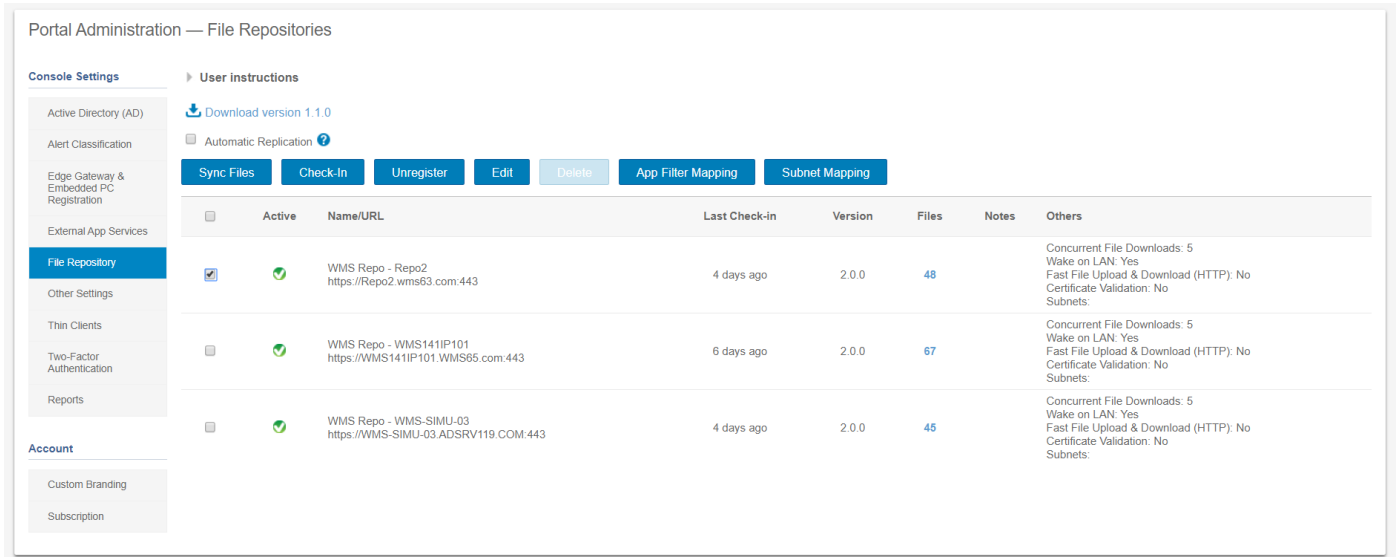 Portal Administration — File Repositories
Console Settings
Active Directory (AD)
Alert Classification
Edge Gateway &
Embedded PC
Registration
External App Services
File Repository
Other Settings
Thin Clients
Two-Factor
Authentication
Reports
Account
Custom Branding
Subscription
User instructions
Download version 1.1.0
Automatic Replication ?
Sync Files Check-In Unregister Edit Delete App Filter Mapping Subnet Mapping
Active Name/URL Last Check-in Version Files Notes Others
WMS Repo - Repo2
https://Repo2.wms63.com:443
4 days ago 2.0.0 48
Concurrent File Downloads: 5
Wake on LAN: Yes
Fast File Upload & Download (HTTP): No
Certificate Validation: No
Subnets:
WMS Repo - WMS141IP101
https://WMS141IP101.WMS65.com:443
6 days ago 2.0.0 67
Concurrent File Downloads: 5
Wake on LAN: Yes
Fast File Upload & Download (HTTP): No
Certificate Validation: No
Subnets:
WMS Repo - WMS-SIMU-03
https://WMS-SIMU-03.ADSRV119.COM:443
4 days ago 2.0.0 45
Concurrent File Downloads: 5
Wake on LAN: Yes
Fast File Upload & Download (HTTP): No
Certificate Validation: No
Subnets: